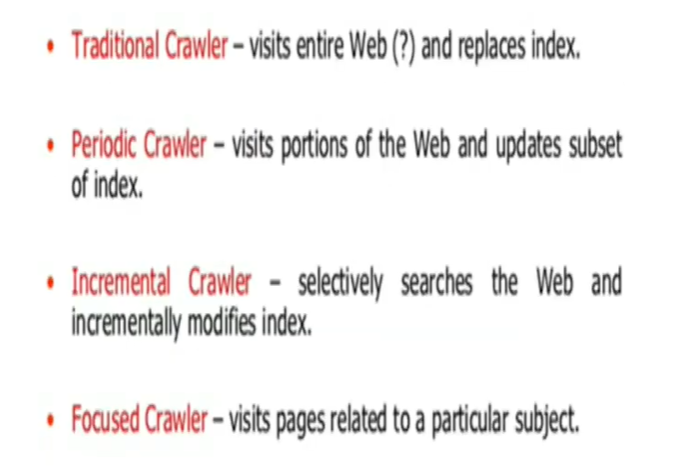 • Traditional Crawler – visits entire Web (?) and replaces index.
• Periodic Crawler – visits portions of the Web and updates subset
of index.
• Incremental Crawler – selectively searches the Web and
incrementally modifies index.
• Focused Crawler – visits pages related to a particular subject.